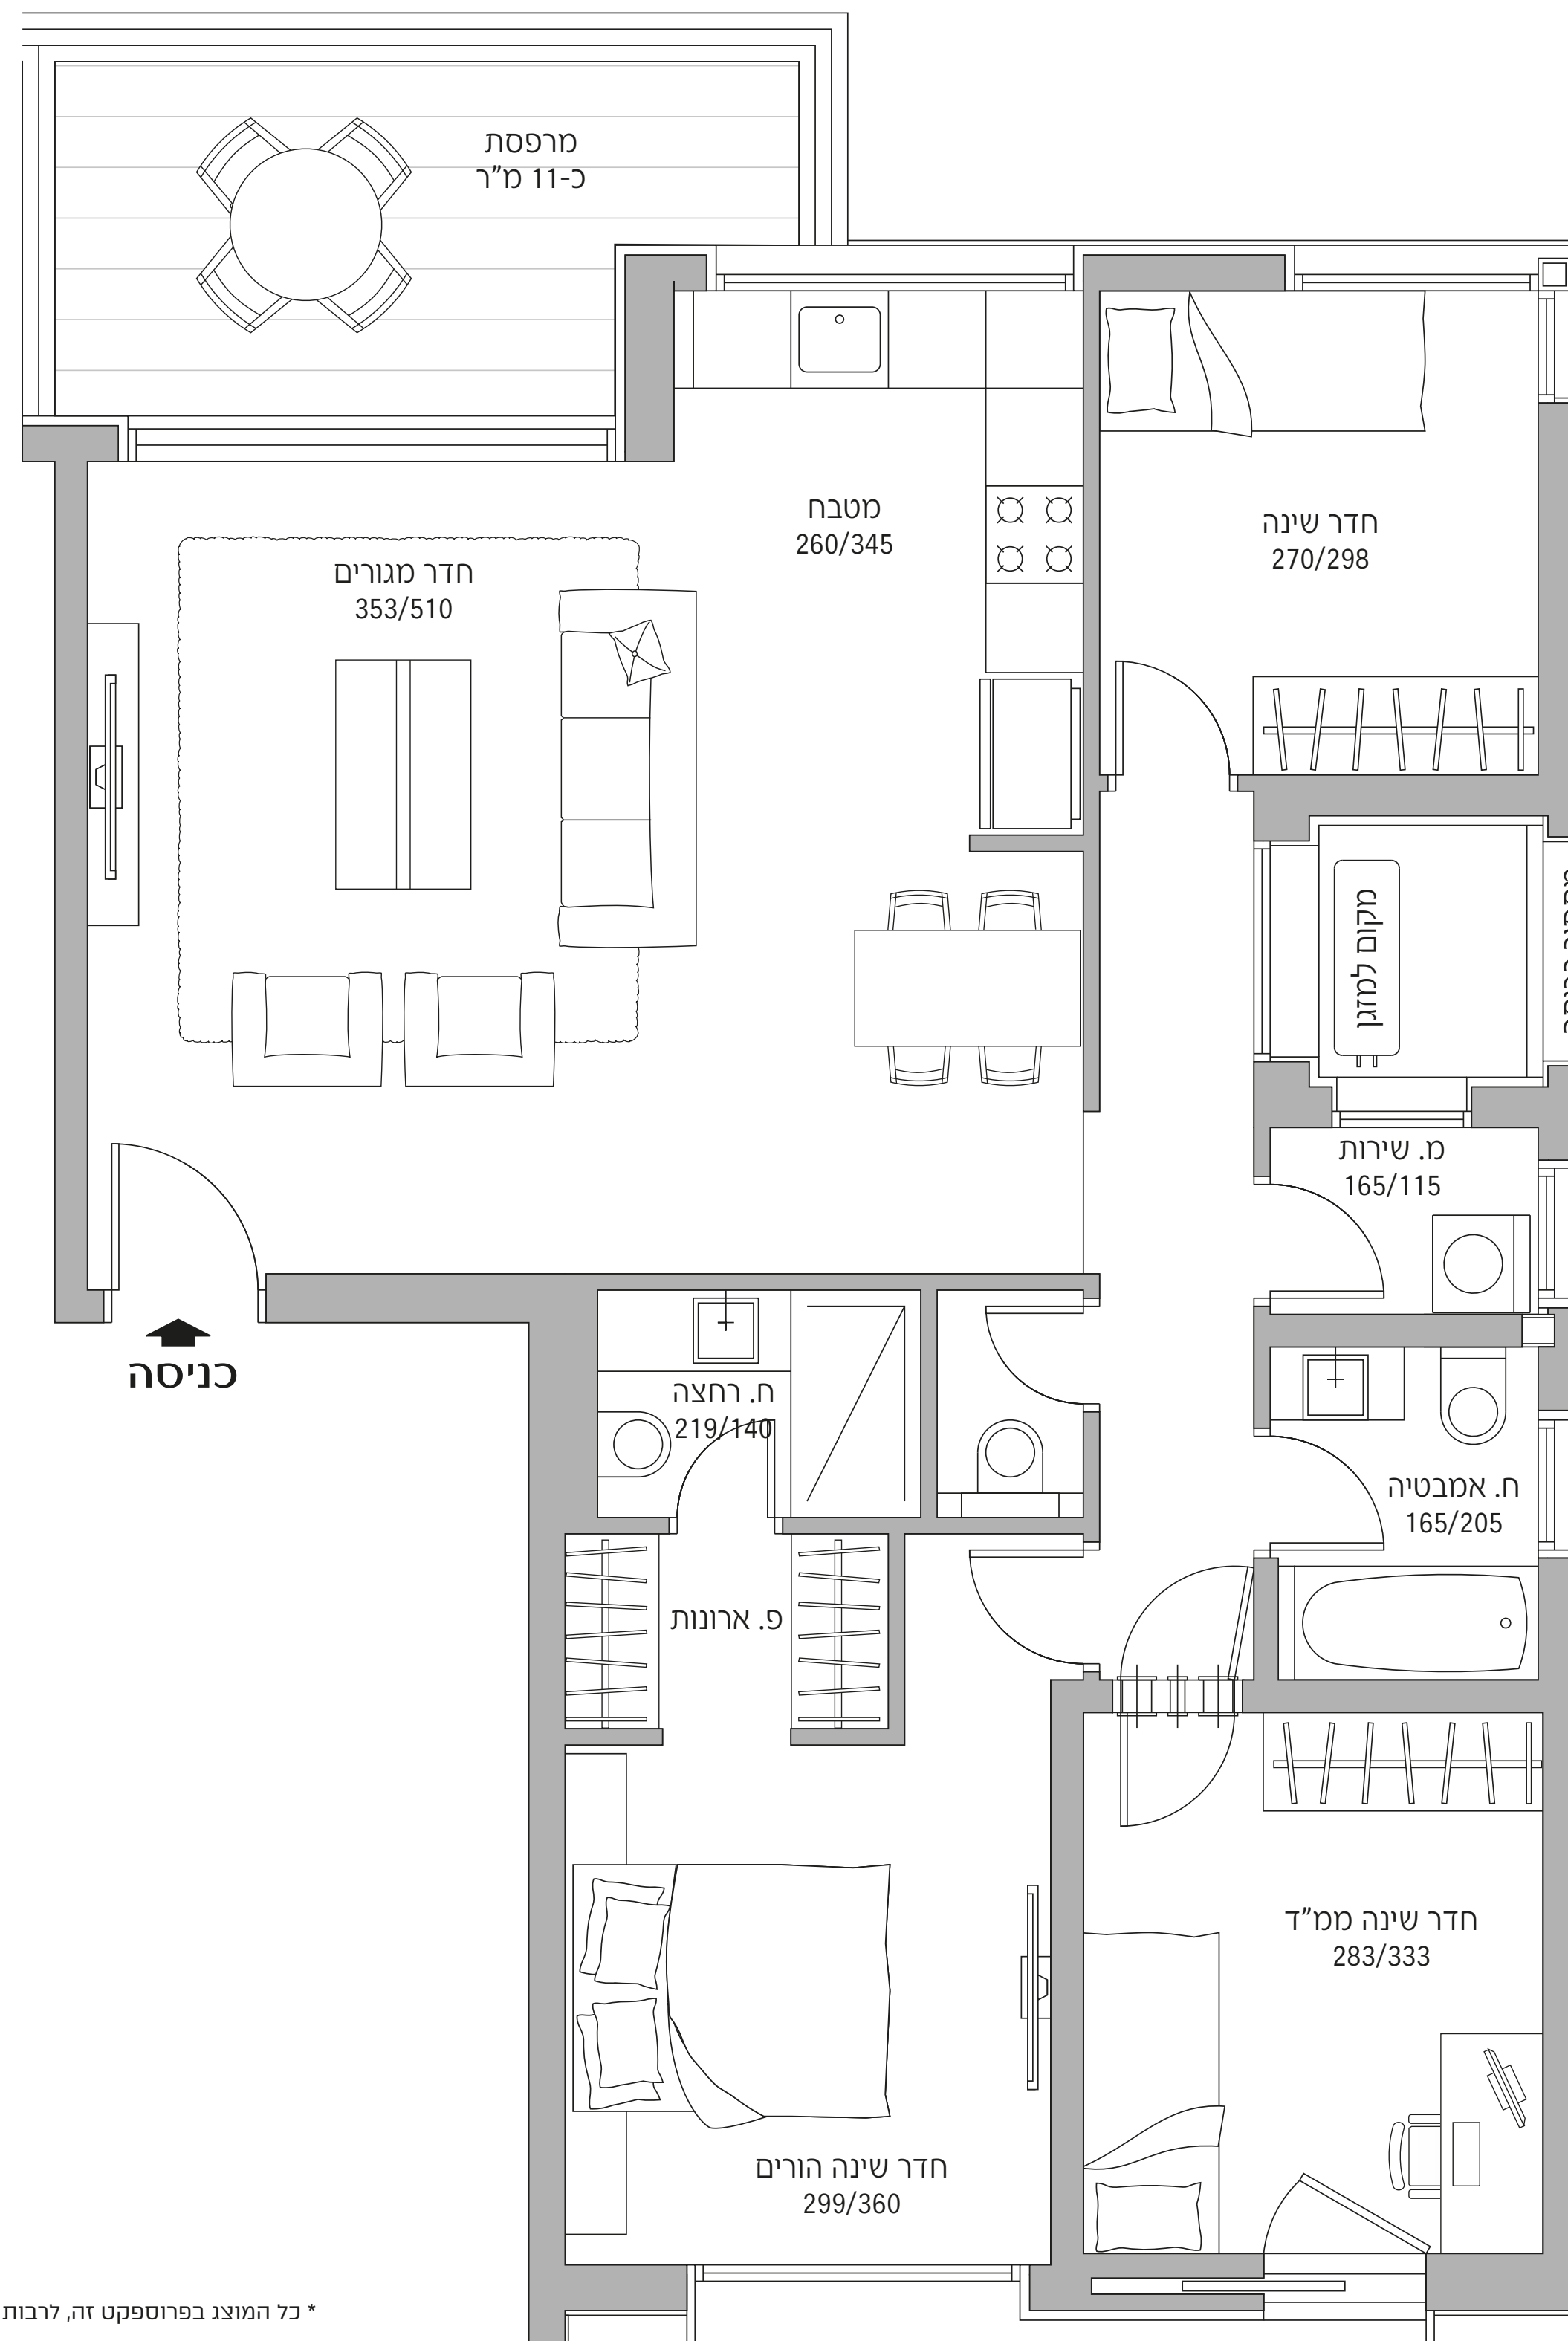 מרפסת
כ-11 מ"ר
מטבח
260/345
חדר שינה
270/298
חדר מגורים
353/510
מקום למזגן
מ. שירות
165/115
כניסה
ח. רחצה
219/140
ח. אמבטיה
165/205
פ. ארונות
חדר שינה ממ"ד
283/333
חדר שינה הורים
299/360
* כל המוצג בפרוספקט זה, לרבות